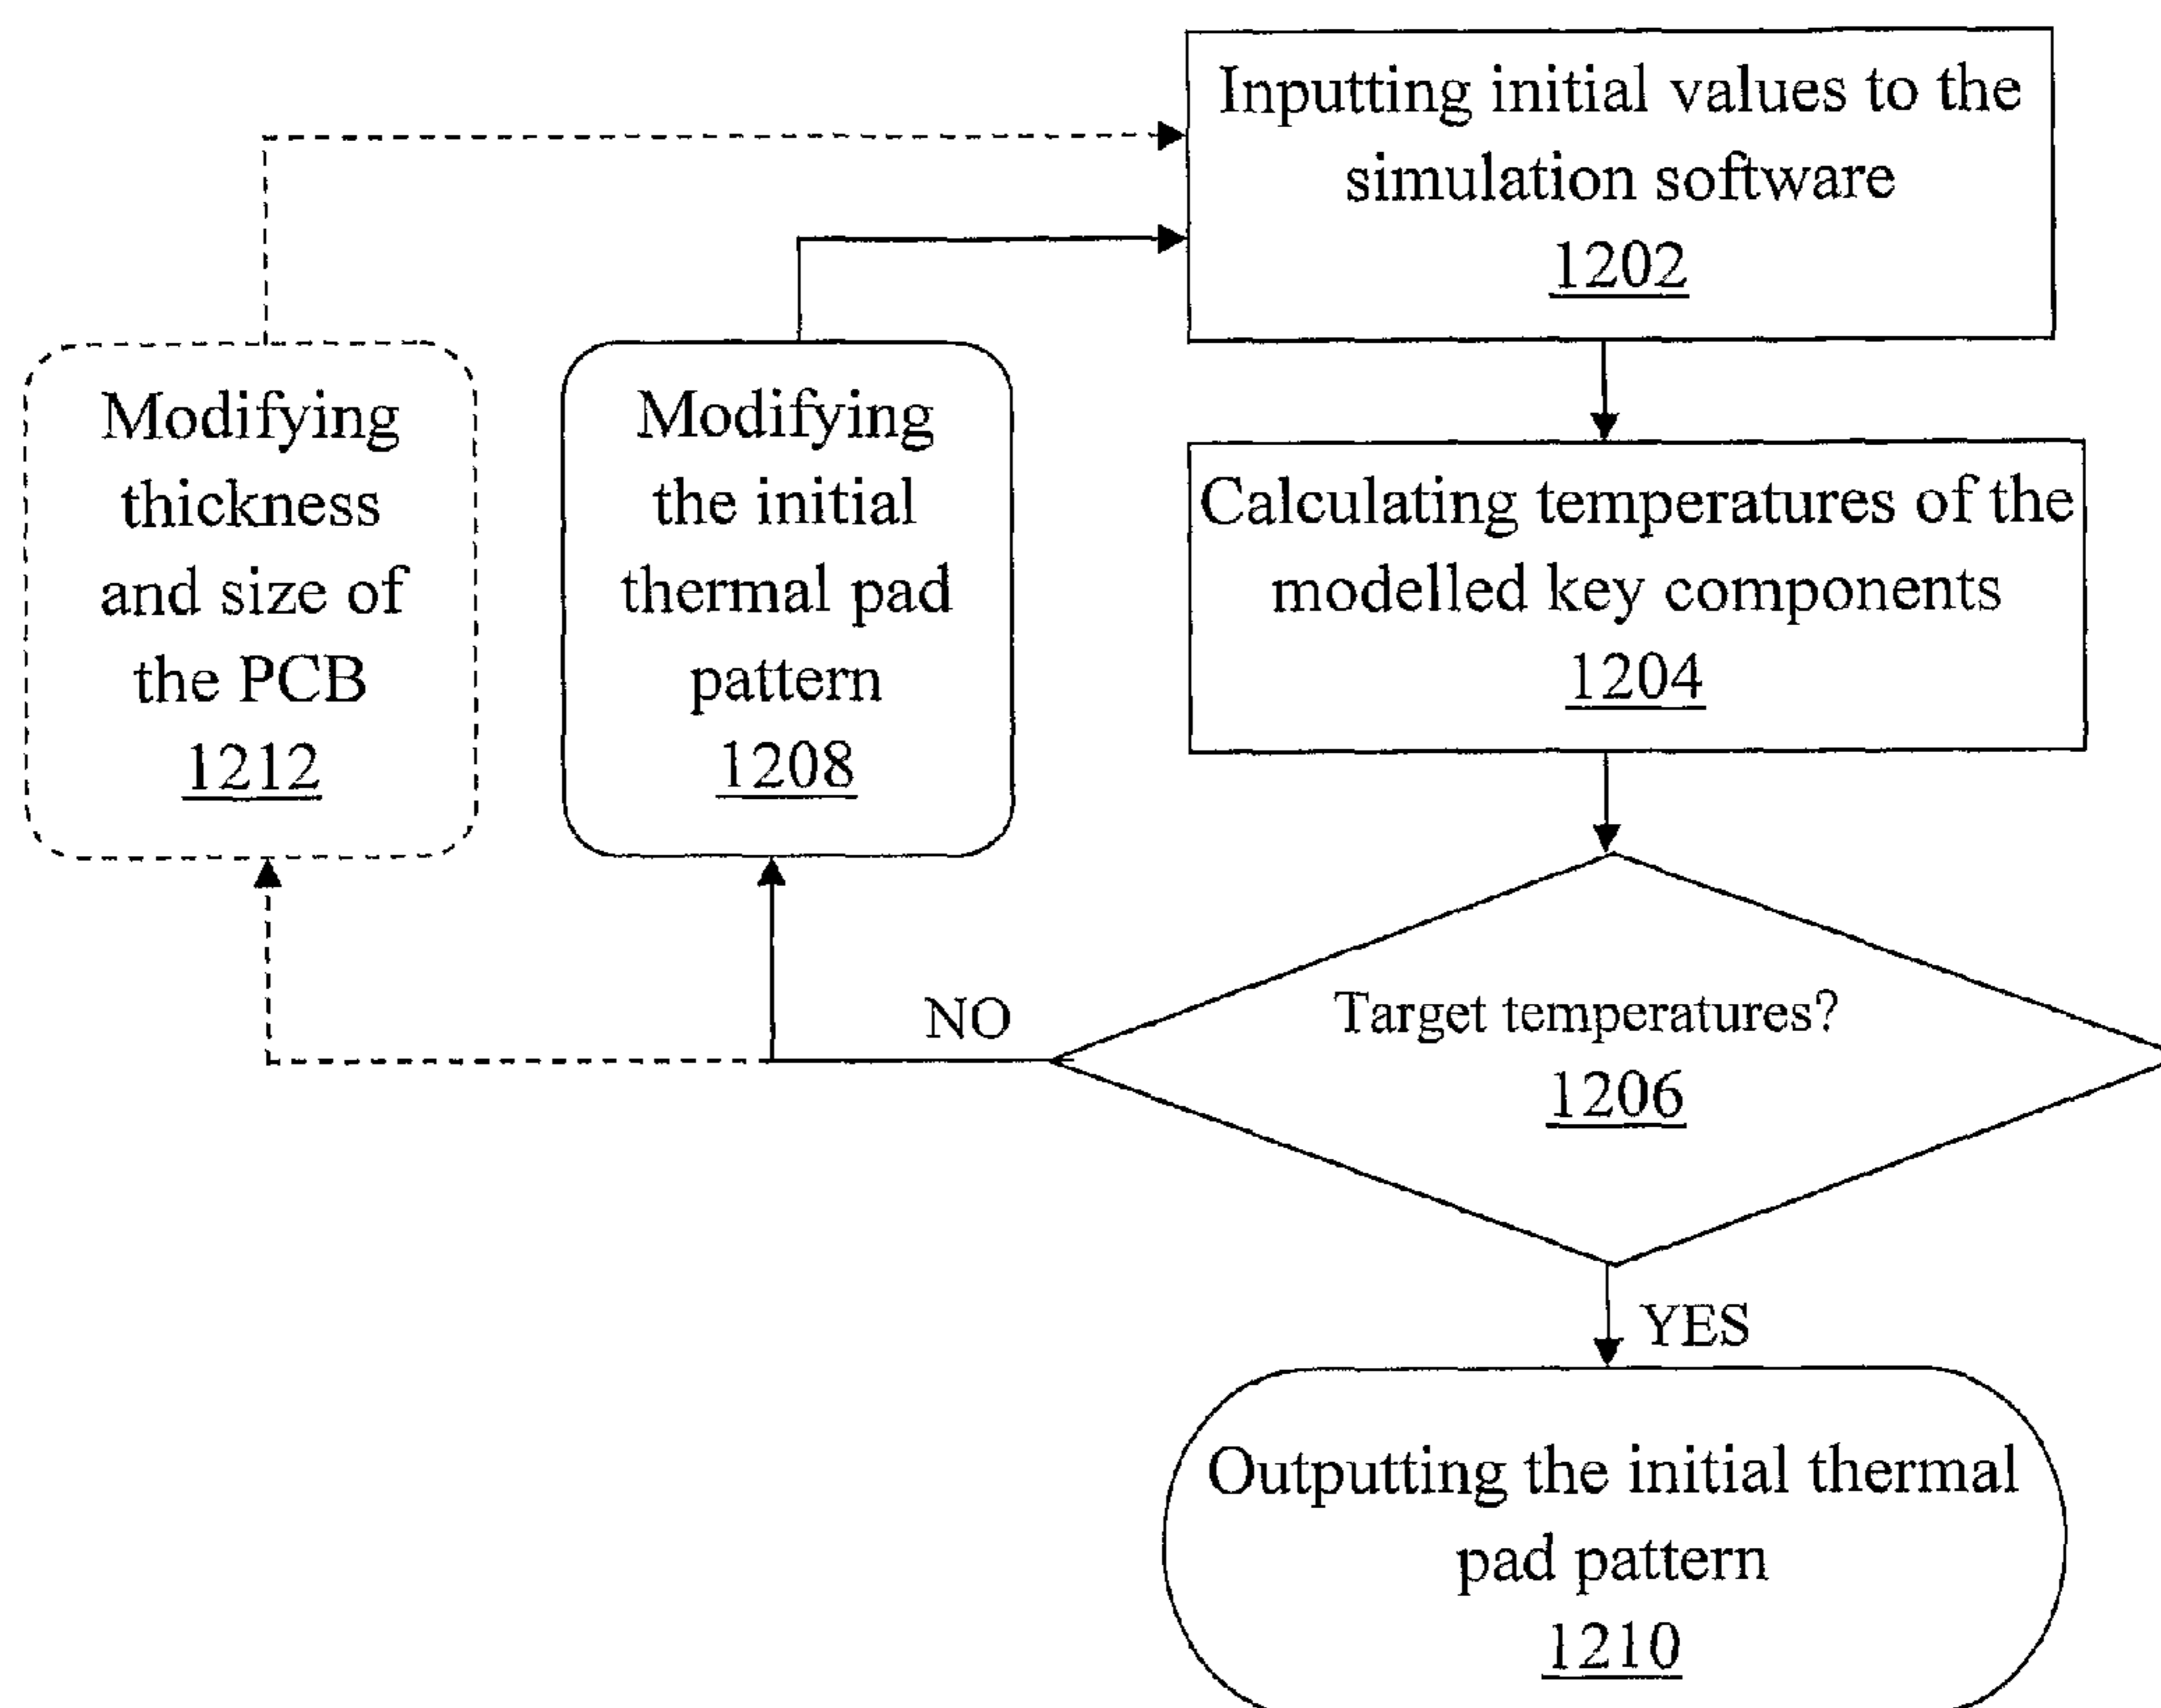 Inputting initial values to the
simulation software
1202
Modifying
thickness
and size of
the PCB
1212
Modifying
the initial
thermal pad
pattern
1208
Calculating temperatures of the
modelled key components
1204
NO
Target temperatures?
1206
YES
Outputting the initial thermal
pad pattern
1210